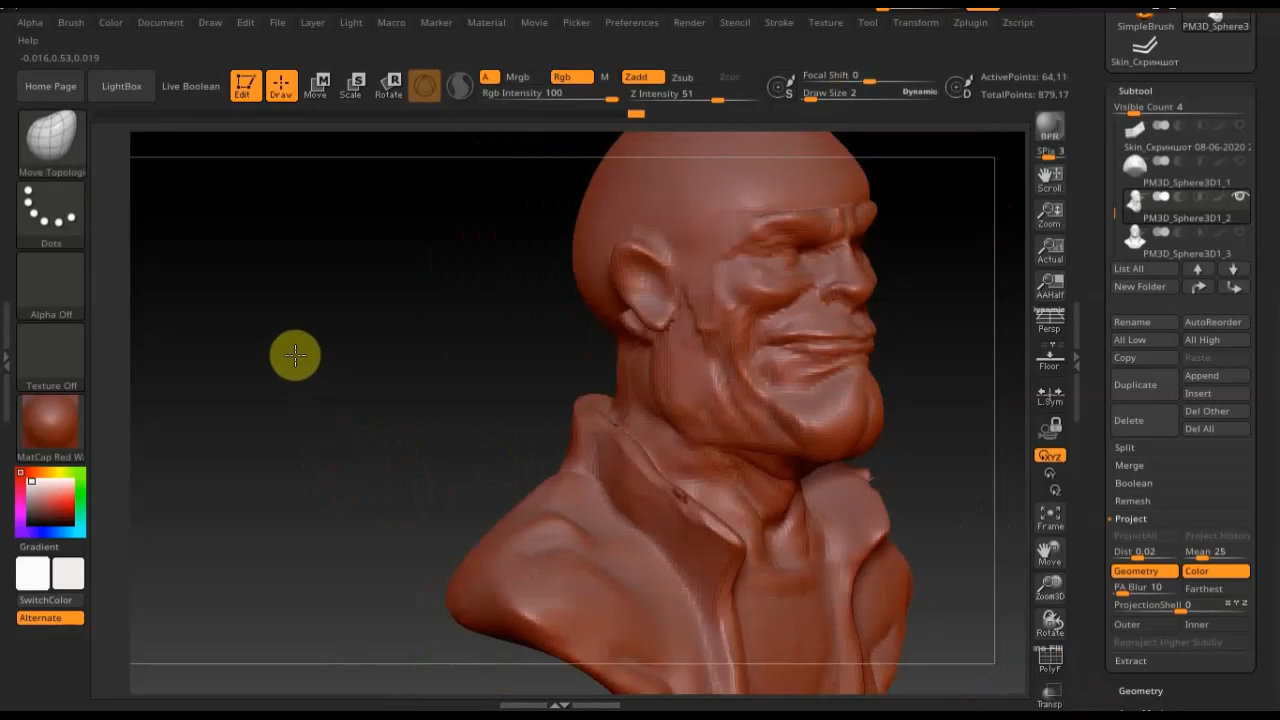 Alpha Brush Color Document Draw Edit File Layer Light Macro Marker Material Movie Picker Preferences Render Stencil Stroke Texture Tool Transform Zplugin Zscript
Help
-0.016,0.53,0.019
Home Page
LightBox
Live Boolean
Edit
Draw
Move
Scale
Rotate
A
Mrgb
Rgb
M
Rgb Intensity 100
Zadd
Zsub
Zcut
Z Intensity 51
S
Focal Shift 0
Draw Size 2
Dynamic
D
ActivePoints: 64,11
TotalPoints: 879,17
Move Topologi
Dots
Alpha Off
Texture Off
MatCap Red Wa
Gradient
SwitchColor
Alternate
BPR
SPix 3
Scroll
Zoom
Actual
AAHalf
Dynamic
Persp
Floor
L.Sym
XYZ
Y
Z
Frame
Move
Zoom3D
Rotate
PolyF
Transp
SimpleBrush
PM3D_Sphere3
Skin_Скриншот
Subtool
Visible Count 4
Skin_Скриншот 08-06-2020 2
PM3D_Sphere3D1_1
PM3D_Sphere3D1_2
PM3D_Sphere3D1_3
List All
New Folder
Rename
AutoReorder
All Low
All High
Copy
Paste
Duplicate
Append
Insert
Delete
Del Other
Del All
Split
Merge
Boolean
Remesh
Project
ProjectAll
Project History
Dist 0.02
Mean 25
Geometry
Color
PA Blur 10
Farthest
ProjectionShell 0
X Y Z
Outer
Inner
Reproject Higher Subdiv
Extract
Geometry